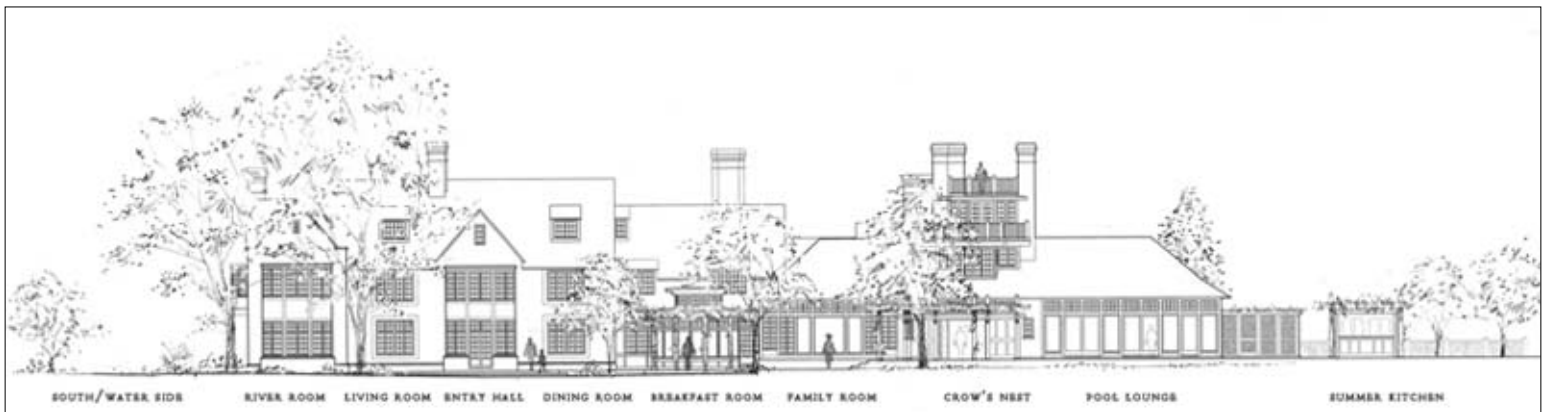 SOUTH/WATER SIDE RIVER ROOM LIVING ROOM ENTRY HALL DINING ROOM BREAKFAST ROOM FAMILY ROOM CROW'S NEST POOL LOUNGE SUMMER KITCHEN